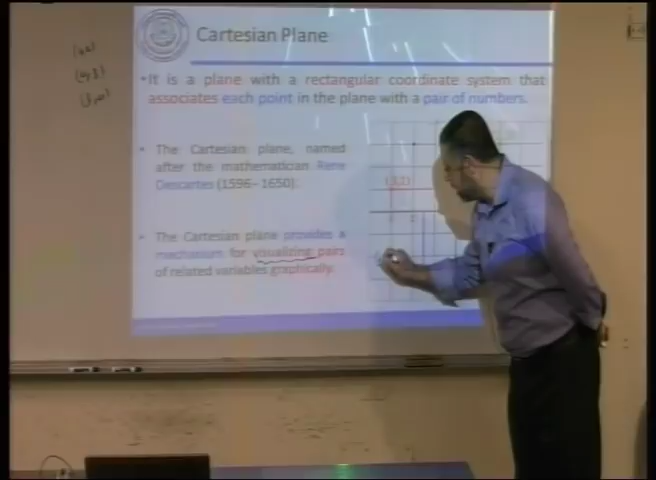 Cartesian Plane
•It is a plane with a rectangular coordinate system that
associates each point in the plane with a pair of numbers.
• The Cartesian plane, named
after the mathematician Rene
Descartes (1596–1650).
➢ The Cartesian plane provides a
mechanism for visualizing pairs
of related variables graphically.